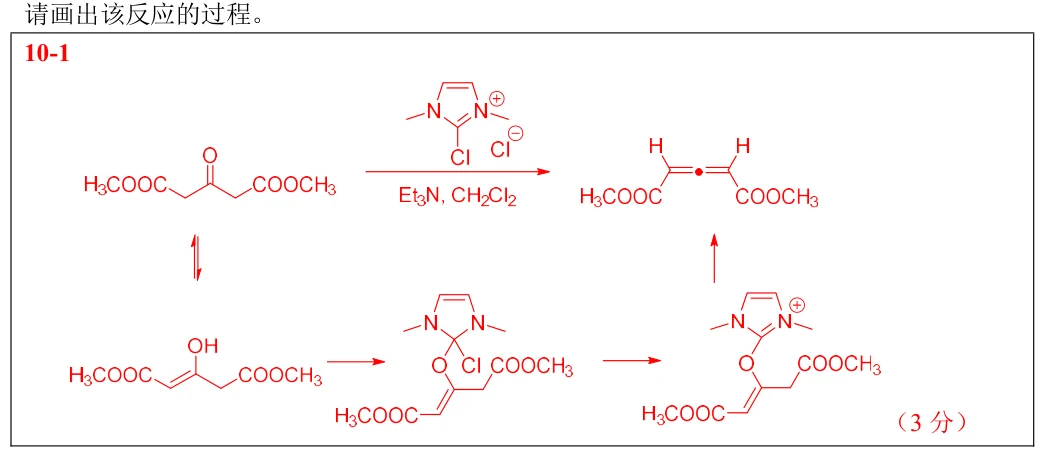 请画出该反应的过程。
10-1
N N ⊕
Cl Cl ⊖
O
H₃COOC COOCH₃
Et₃N, CH₂Cl₂
H H
H₃COOC COOCH₃
OH
H₃COOC COOCH₃
N N
O Cl COOCH₃
H₃COOC
N N ⊕
O COOCH₃
H₃COOC
（3 分）